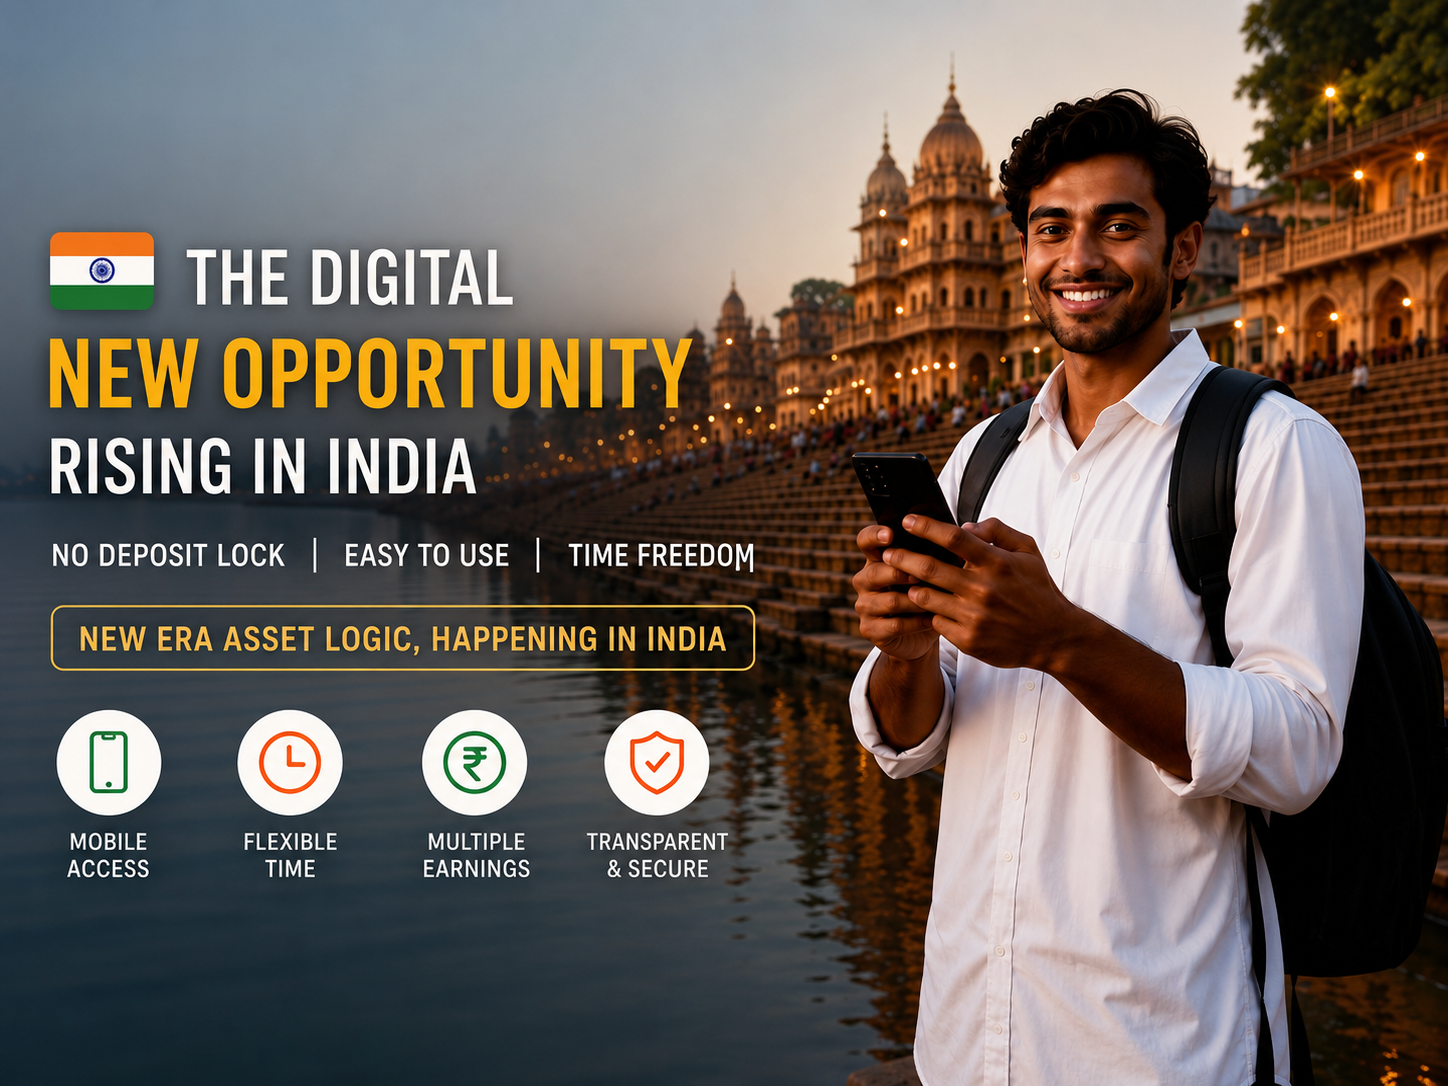 THE DIGITAL
NEW OPPORTUNITY
RISING IN INDIA
NO DEPOSIT LOCK | EASY TO USE | TIME FREEDOM
NEW ERA ASSET LOGIC, HAPPENING IN INDIA
MOBILE
ACCESS
FLEXIBLE
TIME
MULTIPLE
EARNINGS
TRANSPARENT
& SECURE